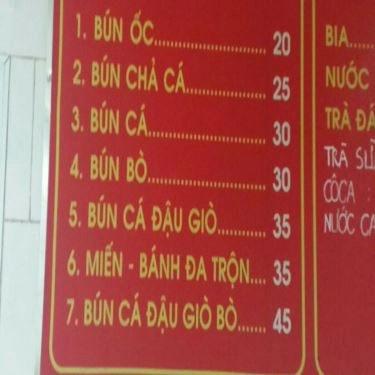 1. BÚN ỐC.................... 20
2. BÚN CHẢ CÁ.............. 25
3. BÚN CÁ..................... 30
4. BÚN BÒ..................... 30
5. BÚN CÁ ĐẬU GIÒ.......... 35
6. MIẾN - BÁNH ĐA TRỘN.... 35
7. BÚN CÁ ĐẬU GIÒ BÒ....... 45
BIA.....
NƯỚC
TRÀ ĐÁ
TRÃ
CÔCA :
NƯỚC